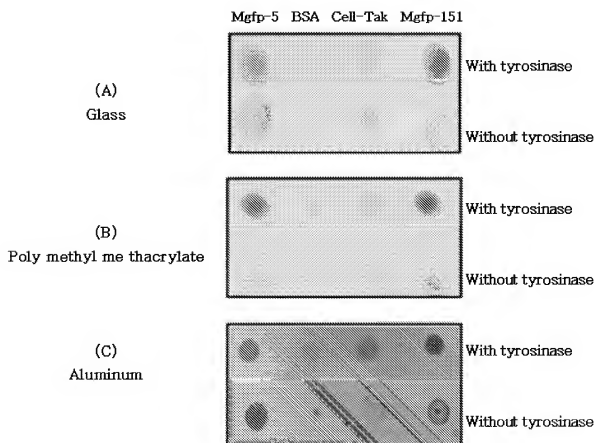 Mgfp-5 BSA Cell-Tak Mgfp-151
With tyrosinase
(A)
Glass
Without tyrosinase
With tyrosinase
(B)
Poly methyl me thacrylate
Without tyrosinase
(C)
With tyrosinase
Aluminum
Without tyrosinase